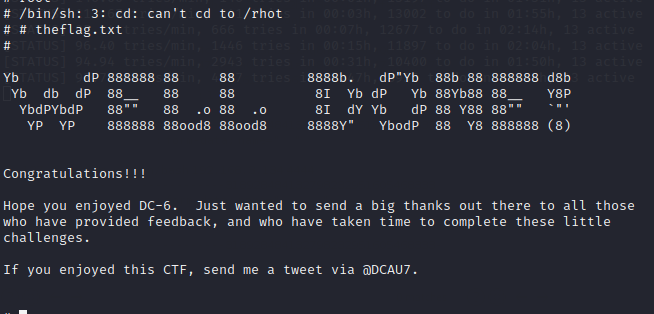 # /bin/sh: 3: cd: can't cd to /rhot
# # theflag.txt
#
Yb      dP 888888 88     88         8888b.   dP"Yb  88b 88 888888 d8b
 Yb  db  dP  88__   88     88          8I  Yb dP   Yb 88Yb88 88__   Y8P
  YbdPYbdP   88""   88  .o 88  .o      8I  dY Yb   dP 88 Y88 88""   `"'
   YP  YP    888888 88ood8 88ood8     8888Y"   YbodP  88  Y8 888888 (8)
Congratulations!!!
Hope you enjoyed DC-6.  Just wanted to send a big thanks out there to all those
who have provided feedback, and who have taken time to complete these little
challenges.
If you enjoyed this CTF, send me a tweet via @DCAU7.